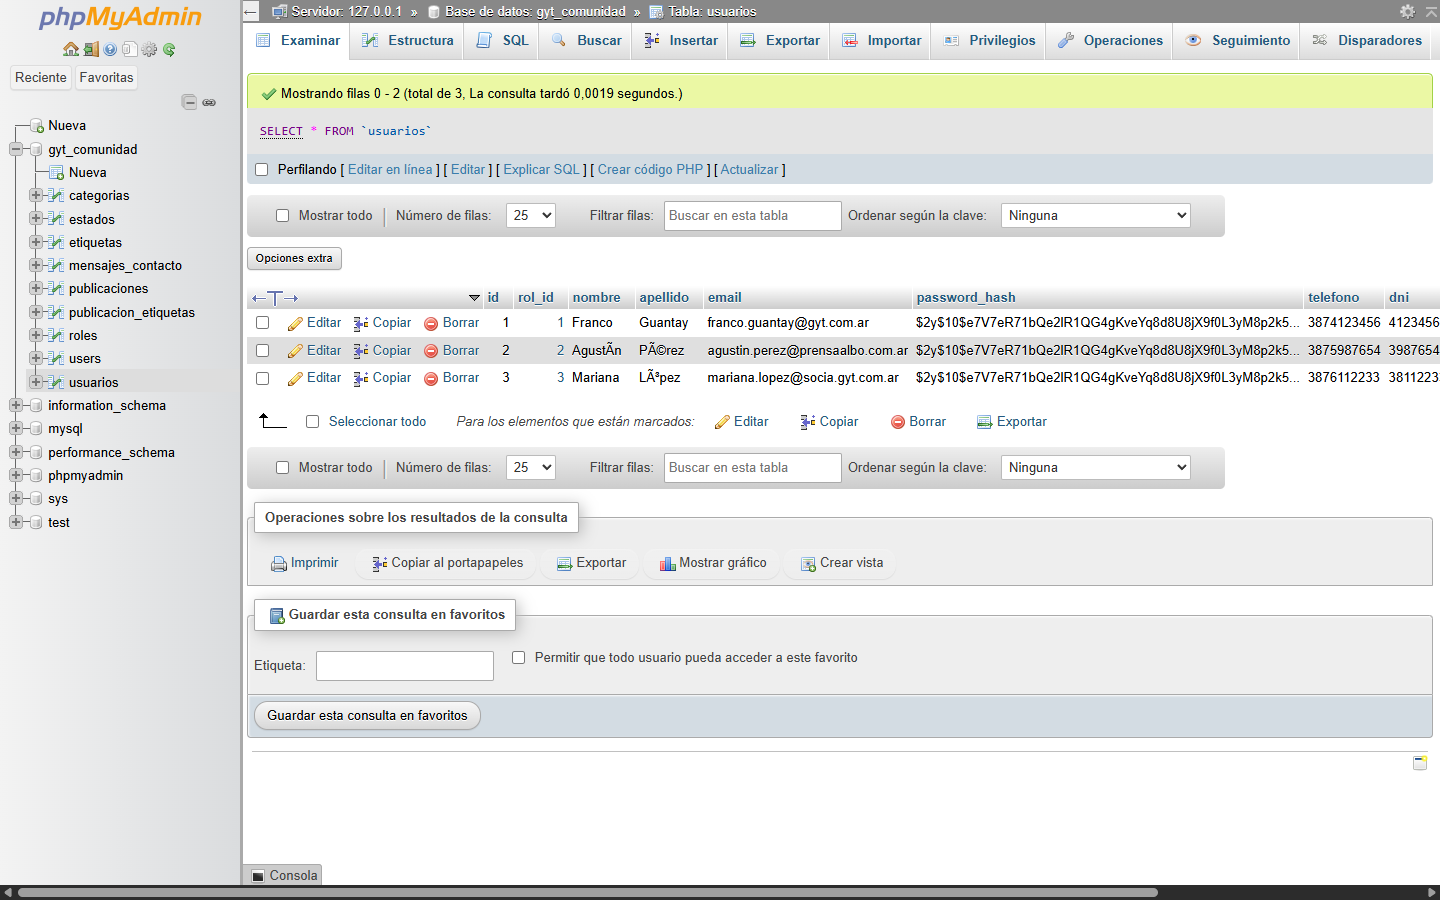 phpMyAdmin
Reciente Favoritas
Nueva
gyt_comunidad
Nueva
categorias
estados
etiquetas
mensajes_contacto
publicaciones
publicacion_etiquetas
roles
users
usuarios
information_schema
mysql
performance_schema
phpmyadmin
sys
test
Servidor: 127.0.0.1 » Base de datos: gyt_comunidad » Tabla: usuarios
Examinar Estructura SQL Buscar Insertar Exportar Importar Privilegios Operaciones Seguimiento Disparadores
Mostrando filas 0 - 2 (total de 3, La consulta tardó 0,0019 segundos.)
SELECT * FROM `usuarios`
Perfilando [ Editar en línea ] [ Editar ] [ Explicar SQL ] [ Crear código PHP ] [ Actualizar ]
Mostrar todo Número de filas: 25 Filtrar filas: Buscar en esta tabla Ordenar según la clave: Ninguna
Opciones extra
id rol_id nombre apellido email password_hash telefono dni
Editar Copiar Borrar 1 1 Franco Guantay franco.guantay@gyt.com.ar $2y$10$e7V7eR71bQe2lR1QG4gKveYq8d8U8jX9f0L3yM8p2k5... 3874123456 4123456
Editar Copiar Borrar 2 2 AgustÃn PÃ©rez agustin.perez@prensaalbo.com.ar $2y$10$e7V7eR71bQe2lR1QG4gKveYq8d8U8jX9f0L3yM8p2k5... 3875987654 3987654
Editar Copiar Borrar 3 3 Mariana LÃªpez mariana.lopez@socia.gyt.com.ar $2y$10$e7V7eR71bQe2lR1QG4gKveYq8d8U8jX9f0L3yM8p2k5... 3876112233 3811223
Seleccionar todo Para los elementos que están marcados: Editar Copiar Borrar Exportar
Mostrar todo Número de filas: 25 Filtrar filas: Buscar en esta tabla Ordenar según la clave: Ninguna
Operaciones sobre los resultados de la consulta
Imprimir Copiar al portapapeles Exportar Mostrar gráfico Crear vista
Guardar esta consulta en favoritos
Etiqueta: Permitir que todo usuario pueda acceder a este favorito
Guardar esta consulta en favoritos
Consola